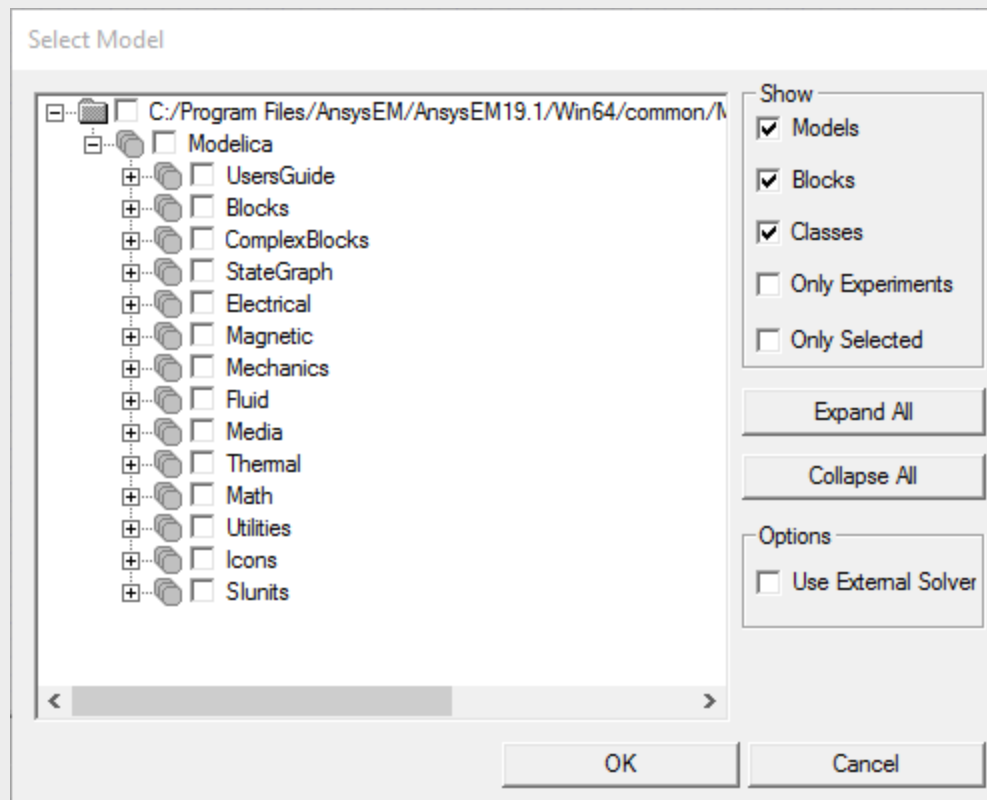 Select Model
C:/Program Files/AnsysEM/AnsysEM19.1/Win64/common/
Modelica
UsersGuide
Blocks
ComplexBlocks
StateGraph
Electrical
Magnetic
Mechanics
Fluid
Media
Thermal
Math
Utilities
Icons
SIunits
Show
Models
Blocks
Classes
Only Experiments
Only Selected
Expand All
Collapse All
Options
Use External Solver
OK
Cancel